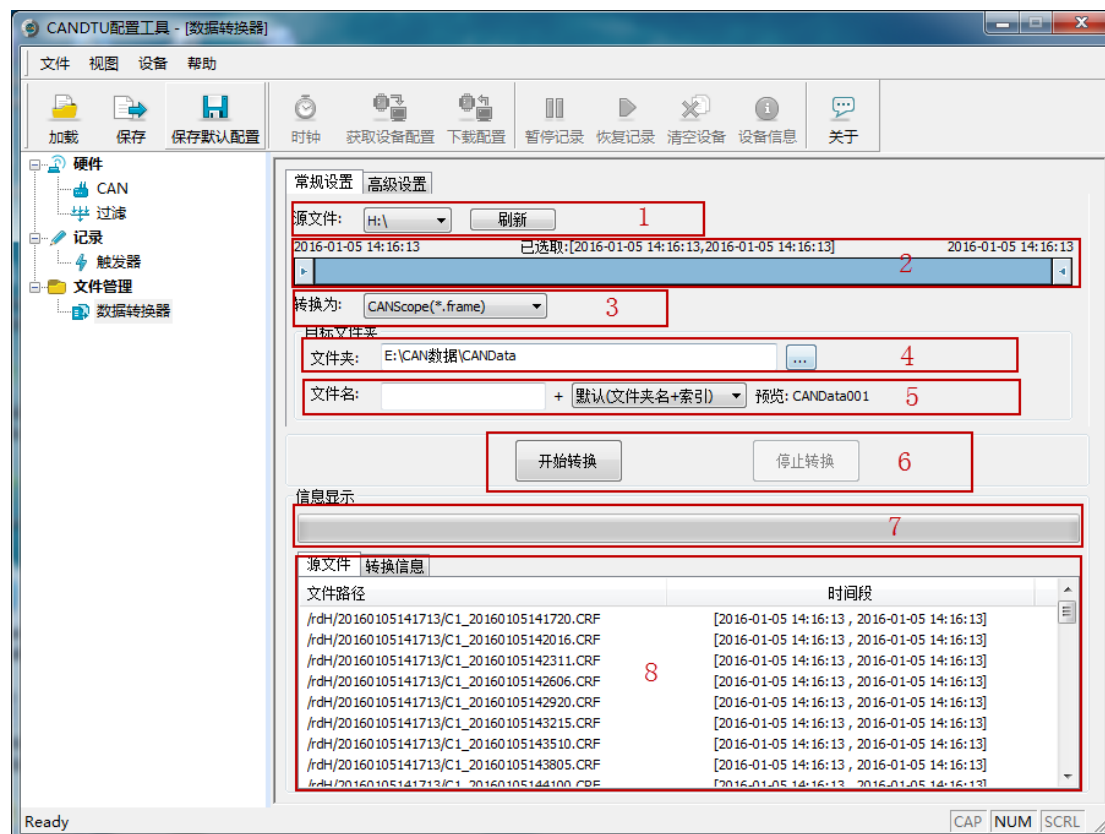 CANDTU配置工具 - [数据转换器]
文件 视图 设备 帮助
加载 保存 保存默认配置 时钟 获取设备配置 下载配置 暂停记录 恢复记录 清空设备 设备信息 关于
硬件
CAN
过滤
记录
触发器
文件管理
数据转换器
常规设置 高级设置
源文件: H:\ 刷新 1
2016-01-05 14:16:13 已选取:[2016-01-05 14:16:13,2016-01-05 14:16:13] 2016-01-05 14:16:13
2
转换为: CANScope(*.frame) 3
目标文件夹
文件夹: E:\CAN数据\CANData ... 4
文件名: + 默认(文件夹名+索引) 预览: CANData001 5
开始转换 停止转换 6
信息显示
7
源文件 转换信息
文件路径 时间段
/rdH/20160105141713/C1_20160105141720.CRF [2016-01-05 14:16:13 , 2016-01-05 14:16:13]
/rdH/20160105141713/C1_20160105142016.CRF [2016-01-05 14:16:13 , 2016-01-05 14:16:13]
/rdH/20160105141713/C1_20160105142311.CRF [2016-01-05 14:16:13 , 2016-01-05 14:16:13]
/rdH/20160105141713/C1_20160105142606.CRF [2016-01-05 14:16:13 , 2016-01-05 14:16:13]
8
/rdH/20160105141713/C1_20160105142920.CRF [2016-01-05 14:16:13 , 2016-01-05 14:16:13]
/rdH/20160105141713/C1_20160105143215.CRF [2016-01-05 14:16:13 , 2016-01-05 14:16:13]
/rdH/20160105141713/C1_20160105143510.CRF [2016-01-05 14:16:13 , 2016-01-05 14:16:13]
/rdH/20160105141713/C1_20160105143805.CRF [2016-01-05 14:16:13 , 2016-01-05 14:16:13]
/rdH/20160105141713/C1_20160105144100.CRF [2016-01-05 14:16:13 , 2016-01-05 14:16:13]
Ready CAP NUM SCRL